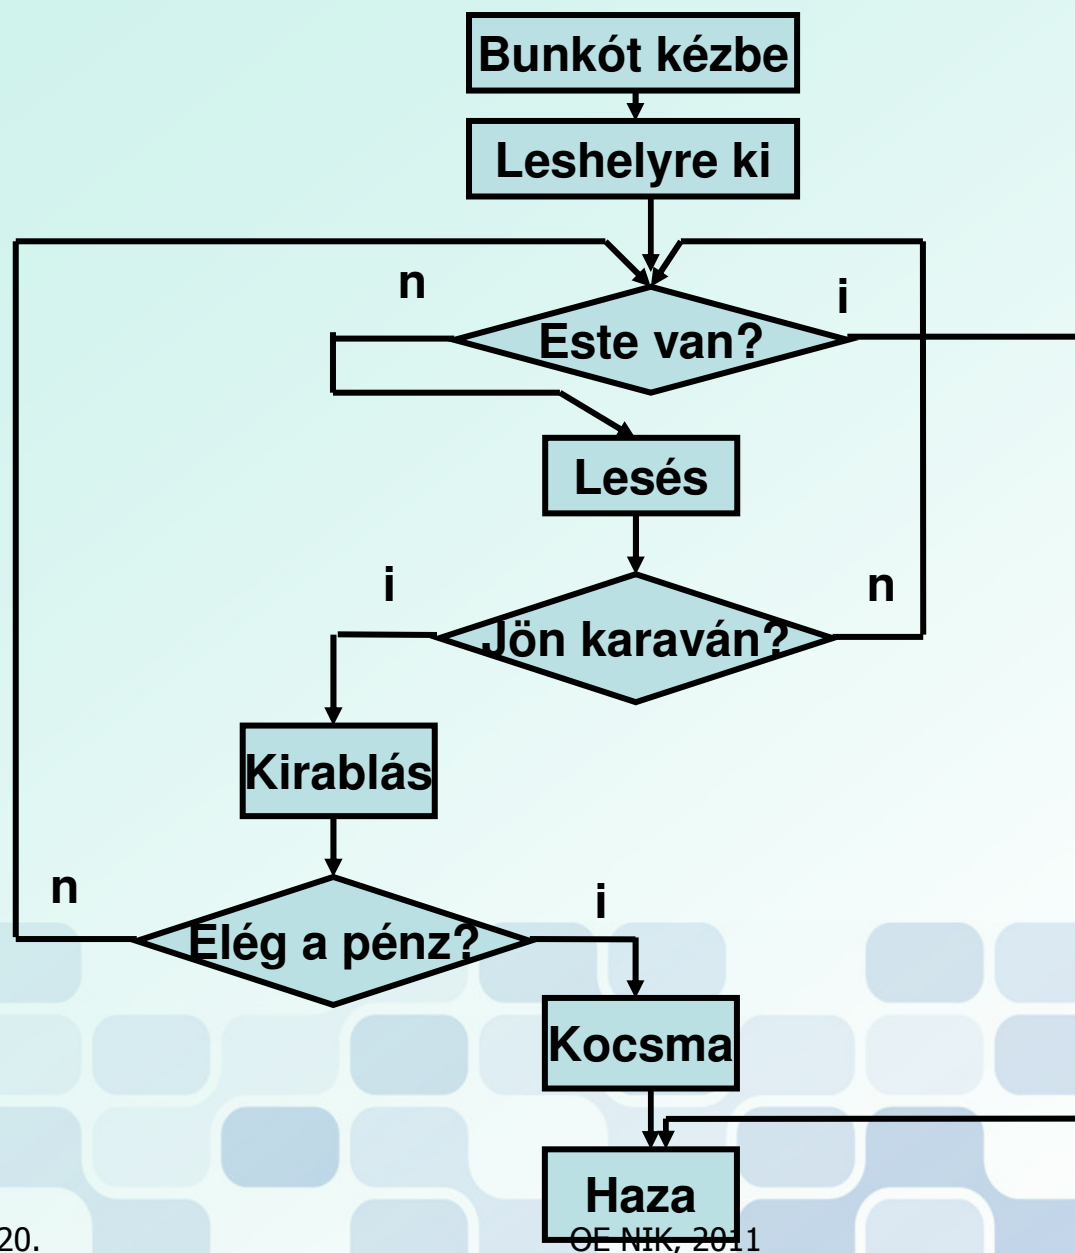 Bunkót kézbe
Leshelyre ki
n
i
Este van?
Lesés
i
n
Jön karaván?
Kirablás
n
i
Elég a pénz?
Kocsma
Haza
20.
OE NIK, 2011